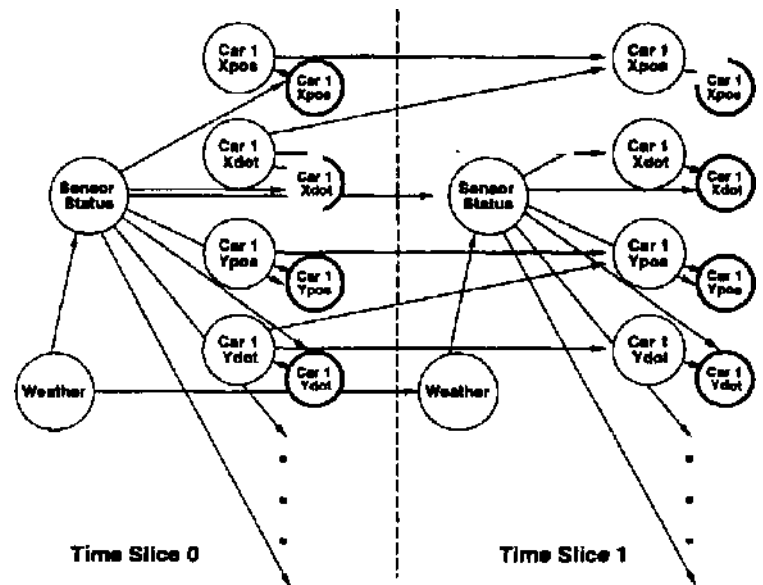 Car 1
Xpos
Car 1
Xpos
Car 1
Xdot
Car 1
Xdot
Sensor
Status
Car 1
Ypos
Car 1
Ypos
Car 1
Ydot
Car 1
Ydot
Weather
Time Slice 0
Car 1
Xpos
Car 1
Xpos
Car 1
Xdot
Car 1
Xdot
Sensor
Status
Car 1
Ypos
Car 1
Ypos
Car 1
Ydot
Car 1
Ydot
Weather
Time Slice 1